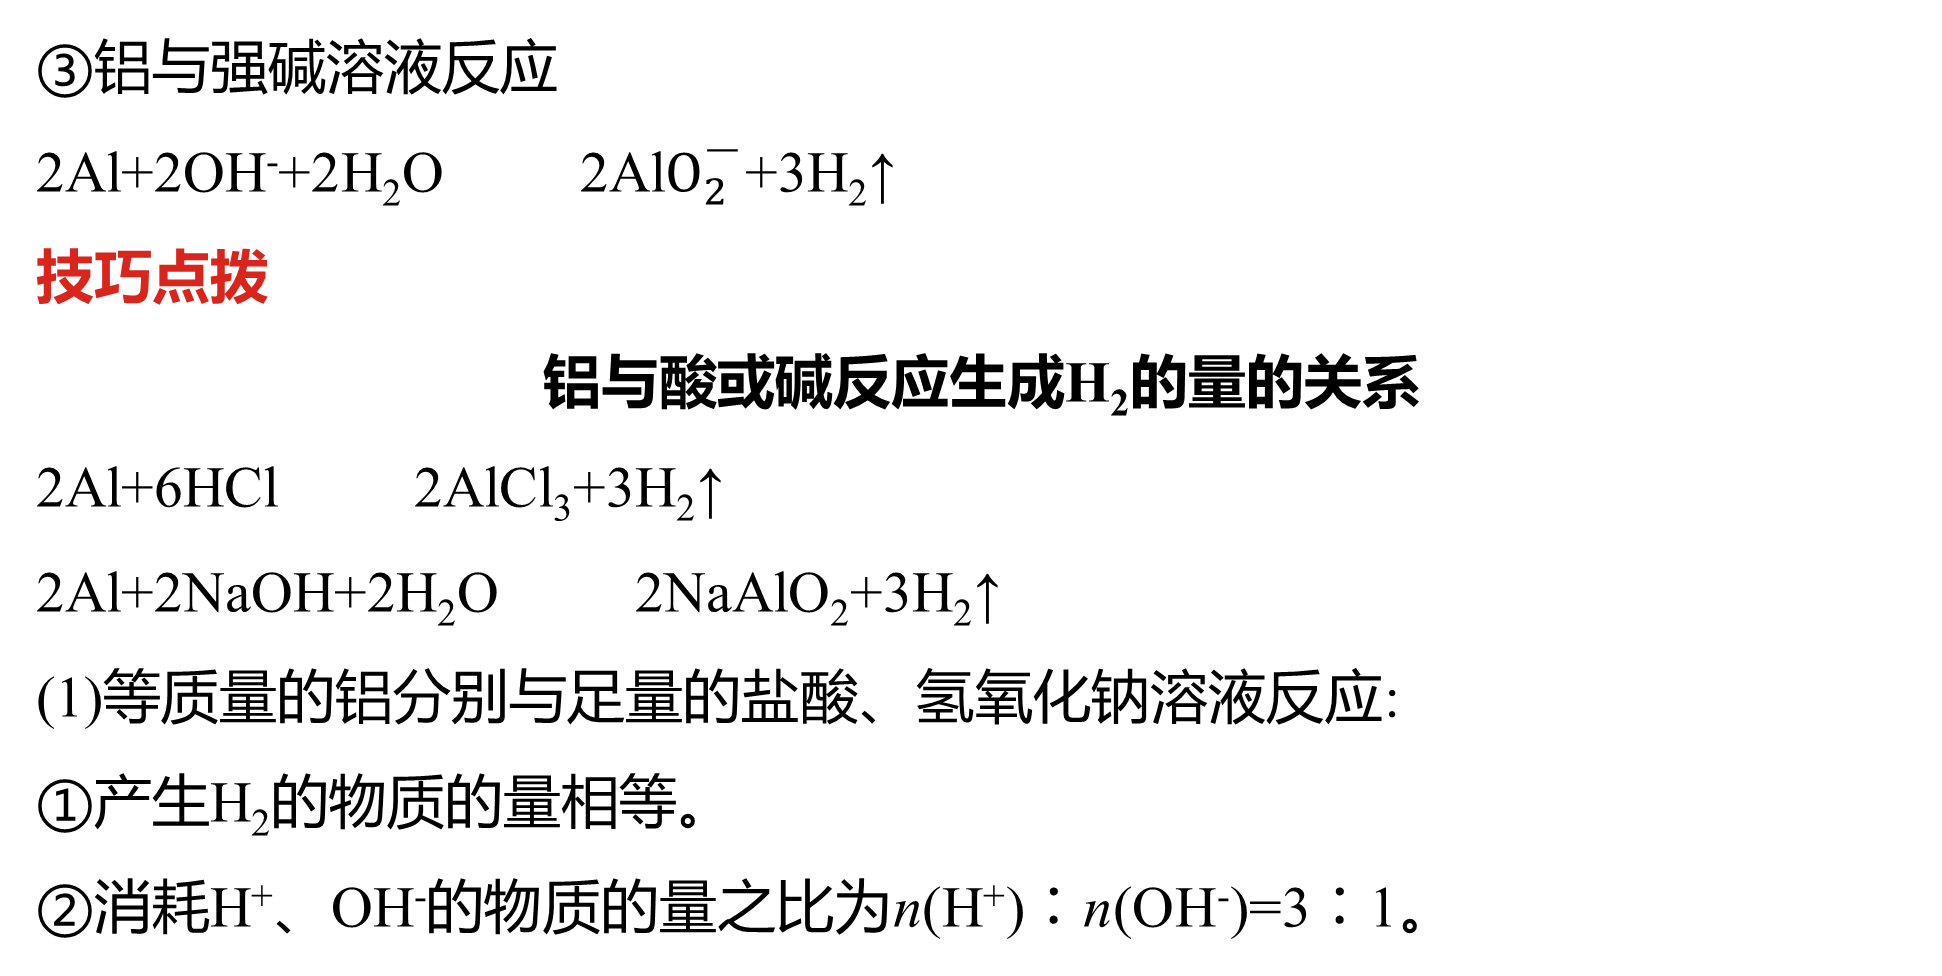 ③铝与强碱溶液反应
2Al+2OH⁻+2H₂O 2AlO₂⁻+3H₂↑
技巧点拨
铝与酸或碱反应生成H₂的量的关系
2Al+6HCl 2AlCl₃+3H₂↑
2Al+2NaOH+2H₂O 2NaAlO₂+3H₂↑
(1)等质量的铝分别与足量的盐酸、氢氧化钠溶液反应:
①产生H₂的物质的量相等。
②消耗H⁺、OH⁻的物质的量之比为n(H⁺)∶n(OH⁻)=3∶1。